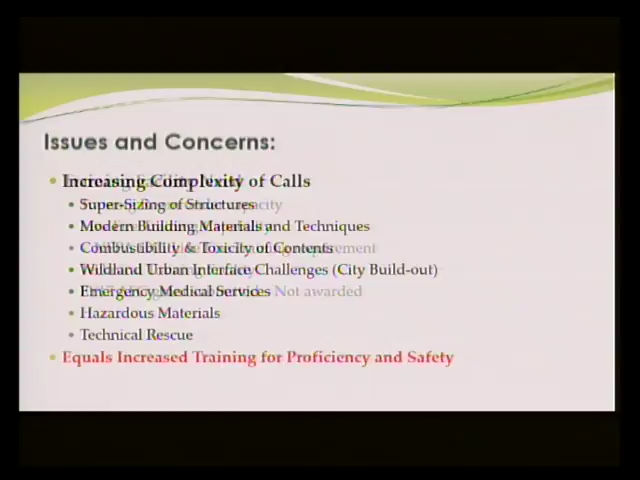 Issues and Concerns:
Increasing Complexity of Calls
Super-Sizing of Structures
Modern Building Materials and Techniques
Combustibility & Toxicity of Contents
Wildland Urban Interface Challenges (City Build-out)
Emergency Medical Services
Not awarded
Hazardous Materials
Technical Rescue
Equals Increased Training for Proficiency and Safety